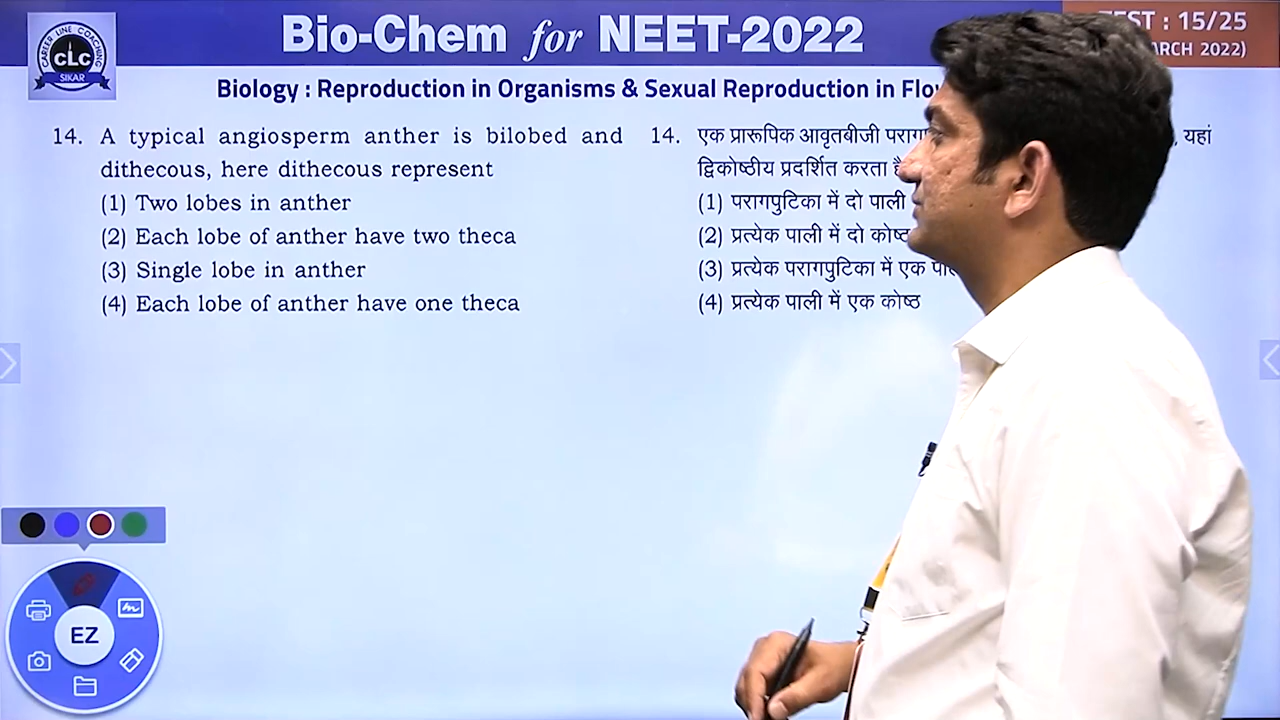 CAREER LINE COACHING
CLC
SIKAR
Bio-Chem for NEET-2022
TEST : 15/25
2022)
Biology : Reproduction in Organisms & Sexual Reproduction in
14. A typical angiosperm anther is bilobed and
dithecous, here dithecous represent
(1) Two lobes in anther
(2) Each lobe of anther have two theca
(3) Single lobe in anther
(4) Each lobe of anther have one theca
14. एक प्रारूपिक आवृतबीजी , यहां
द्विकोष्ठीय प्रदर्शित करता
(1) परागपुटिका में दो पाली
(2) प्रत्येक पाली में दो
(3) प्रत्येक परागपुटिका में एक
(4) प्रत्येक पाली में एक कोष्ठ
EZ